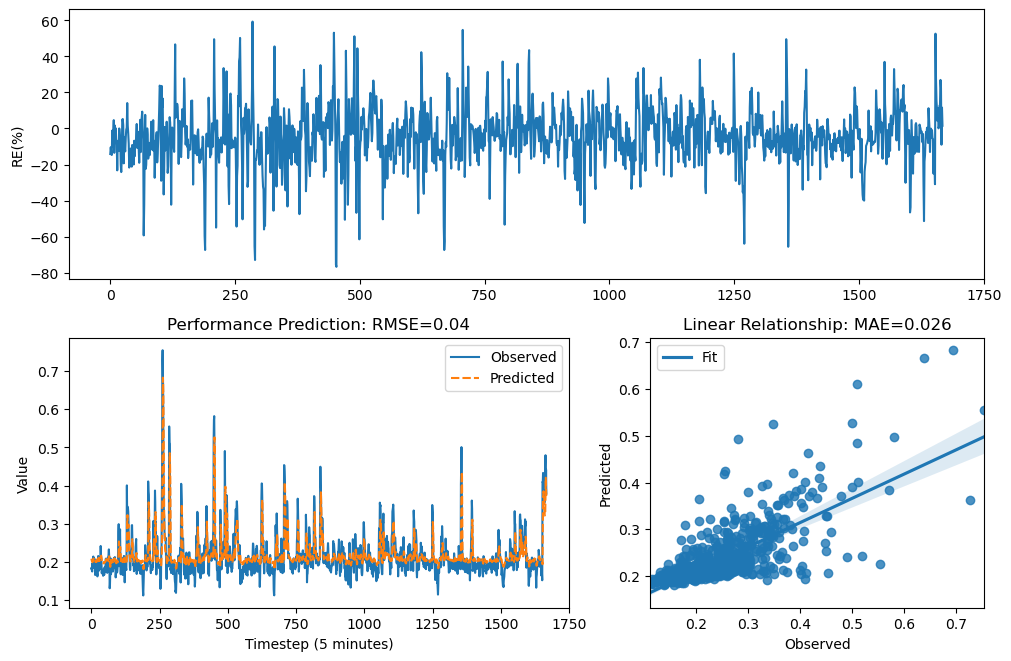 60
40
20
0
−20
−40
−60
−80
RE(%)
0 250 500 750 1000 1250 1500 1750
Performance Prediction: RMSE=0.04
Observed
Predicted
0.7
0.6
0.5
0.4
0.3
0.2
0.1
Value
0 250 500 750 1000 1250 1500 1750
Timestep (5 minutes)
Linear Relationship: MAE=0.026
Fit
0.7
0.6
0.5
0.4
0.3
0.2
Predicted
0.2 0.3 0.4 0.5 0.6 0.7
Observed